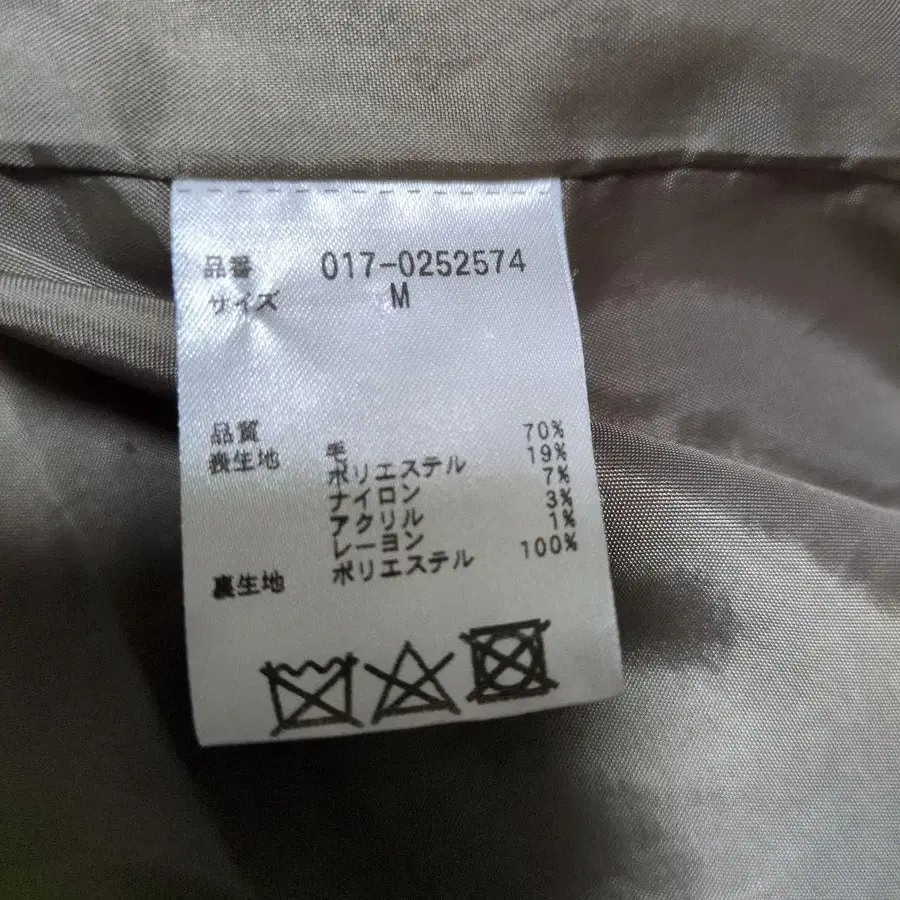 品番 017-0252574
サイズ M
品質
表生地 毛 70%
ポリエステル 19%
ナイロン 7%
アクリル 3%
レーヨン 1%
裏生地 ポリエステル 100%